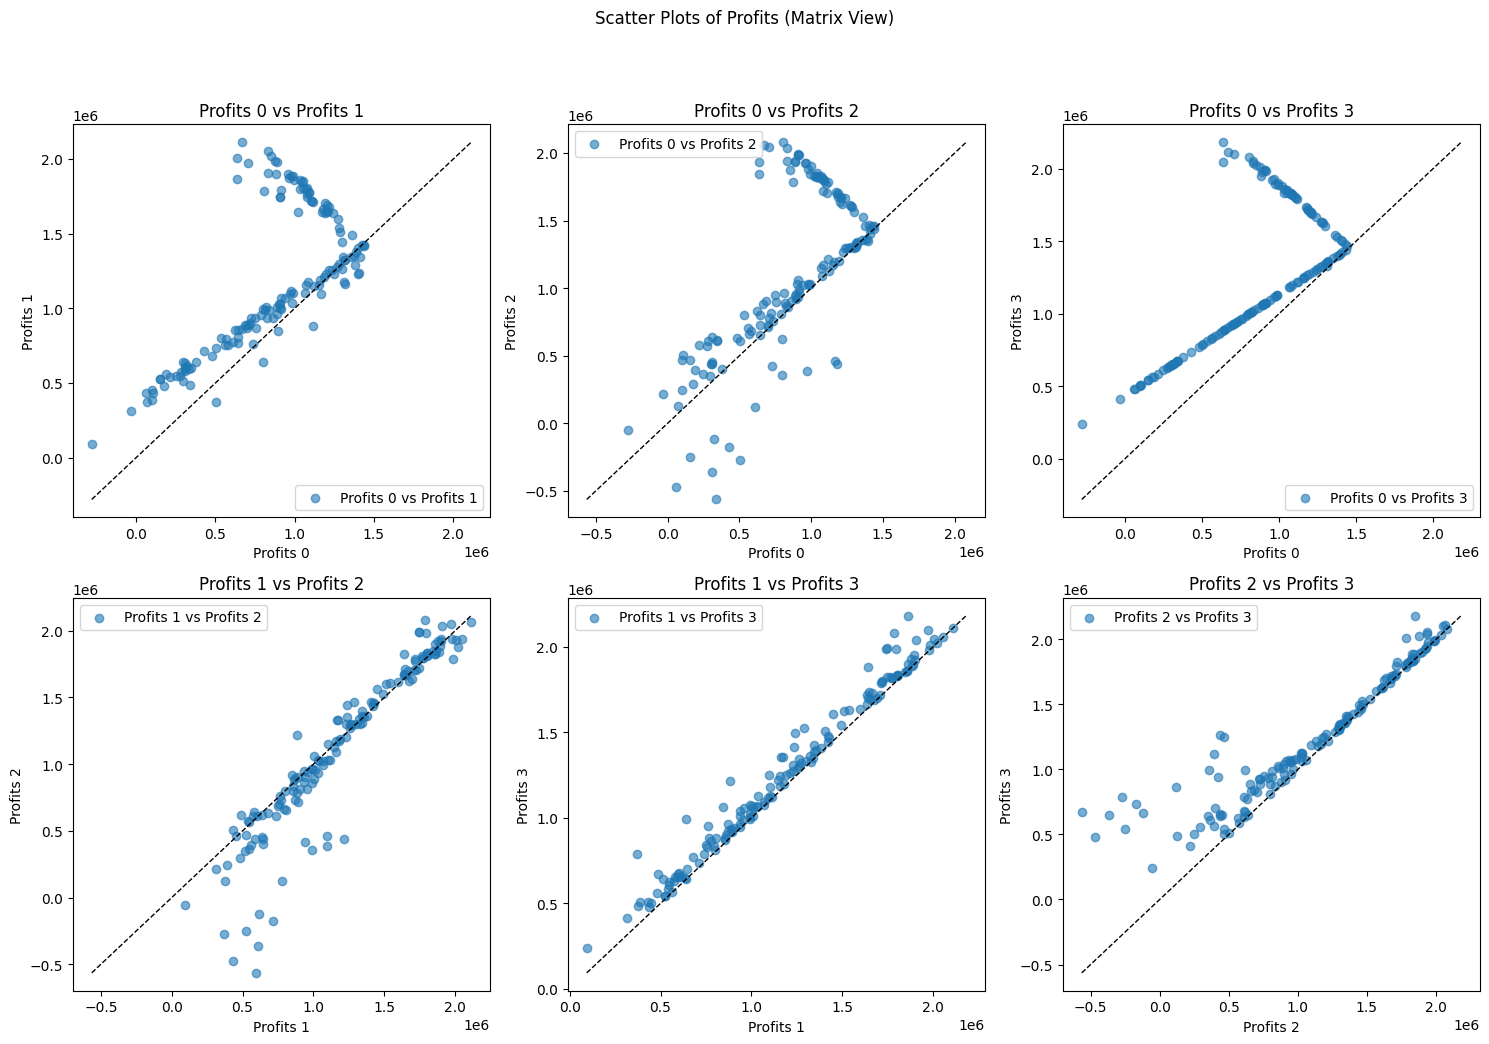 Scatter Plots of Profits (Matrix View)
Profits 0 vs Profits 1
1e6
2.0
1.5
1.0
0.5
0.0
Profits 1
Profits 0 vs Profits 1
0.0 0.5 1.0 1.5 2.0
1e6
Profits 0
Profits 0 vs Profits 2
1e6
Profits 0 vs Profits 2
2.0
1.5
1.0
0.5
0.0
−0.5
Profits 2
−0.5 0.0 0.5 1.0 1.5 2.0
1e6
Profits 0
Profits 0 vs Profits 3
1e6
2.0
1.5
1.0
0.5
0.0
Profits 3
Profits 0 vs Profits 3
0.0 0.5 1.0 1.5 2.0
1e6
Profits 0
Profits 1 vs Profits 2
1e6
Profits 1 vs Profits 2
2.0
1.5
1.0
0.5
0.0
−0.5
Profits 2
−0.5 0.0 0.5 1.0 1.5 2.0
1e6
Profits 1
Profits 1 vs Profits 3
1e6
Profits 1 vs Profits 3
2.0
1.5
1.0
0.5
0.0
Profits 3
0.0 0.5 1.0 1.5 2.0
1e6
Profits 1
Profits 2 vs Profits 3
1e6
Profits 2 vs Profits 3
2.0
1.5
1.0
0.5
0.0
−0.5
Profits 3
−0.5 0.0 0.5 1.0 1.5 2.0
1e6
Profits 2